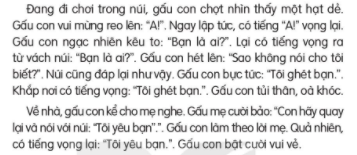 Đang đi chơi trong núi, gấu con chợt nhìn thấy một hạt dẻ.
Gấu con vui mừng reo lên: "A!". Ngay lập tức, có tiếng "A!" vọng lại.
Gấu con ngạc nhiên kêu to: "Bạn là ai?". Lại có tiếng vọng ra
từ vách núi: "Bạn là ai?". Gấu con hét lên: "Sao không nói cho tôi
biết?". Núi cũng đáp lại như vậy. Gấu con bực tức: "Tôi ghét bạn.".
Khắp nơi có tiếng vọng: "Tôi ghét bạn.". Gấu con tủi thân, oà khóc.
Về nhà, gấu con kể cho mẹ nghe. Gấu mẹ cười bảo: "Con hãy quay
lại và nói với núi: "Tôi yêu bạn".". Gấu con làm theo lời mẹ. Quả nhiên,
có tiếng vọng lại: "Tôi yêu bạn.". Gấu con bật cười vui vẻ.